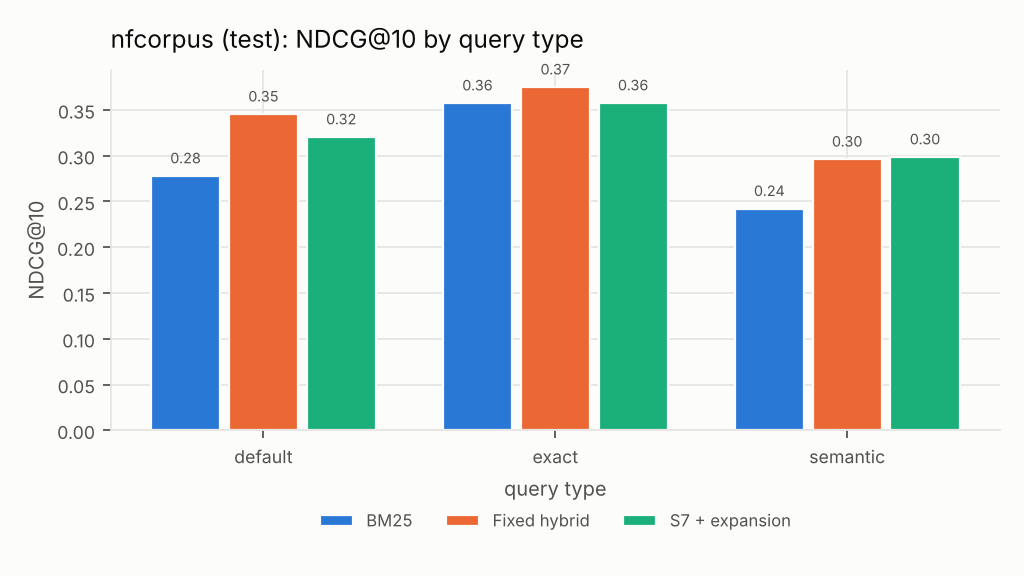 nfcorpus (test): NDCG@10 by query type
0.37
0.36
0.36
0.35
0.32
0.35
0.30
0.28
0.30
0.30
0.24
0.25
0.20
0.15
0.10
0.05
0.00
NDCG@10
default
exact
semantic
query type
BM25
Fixed hybrid
S7 + expansion